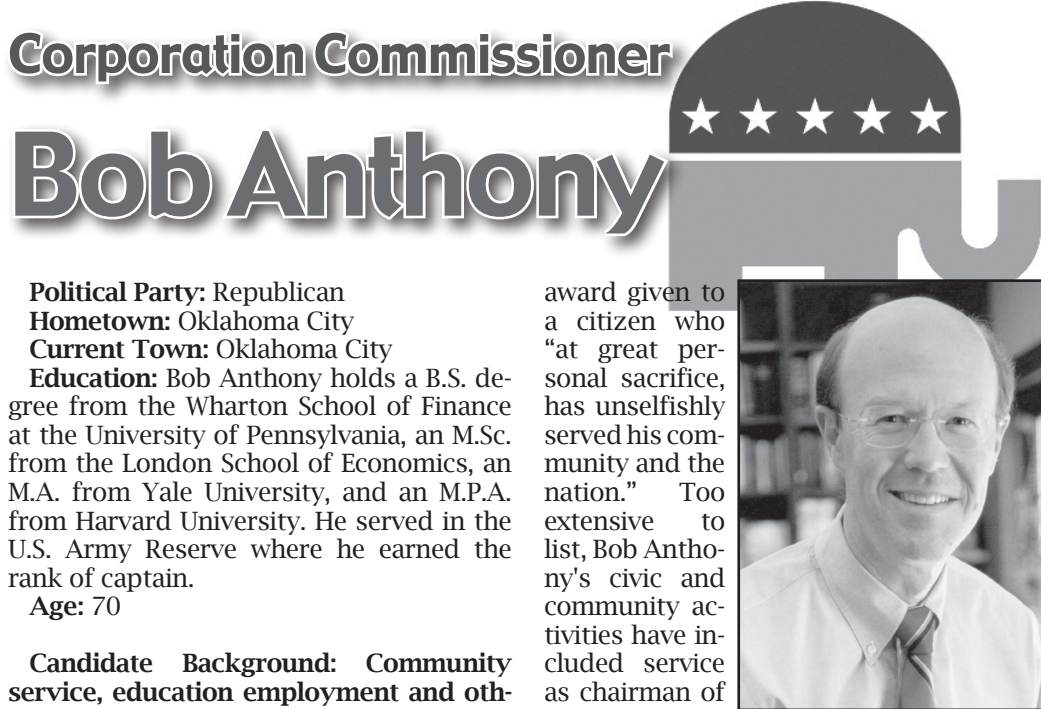 Corporation Commissioner
Bob Anthony
Political Party: Republican
Hometown: Oklahoma City
Current Town: Oklahoma City
Education: Bob Anthony holds a B.S. de-
gree from the Wharton School of Finance
at the University of Pennsylvania, an M.Sc.
from the London School of Economics, an
M.A. from Yale University, and an M.P.A.
from Harvard University. He served in the
U.S. Army Reserve where he earned the
rank of captain.
Age: 70
Candidate Background: Community
service, education employment and oth-
award given to
a citizen who
“at great per-
sonal sacrifice,
has unselfishly
served his com-
munity and the
nation.” Too
extensive to
list, Bob Antho-
ny's civic and
community ac-
tivities have in-
cluded service
as chairman of